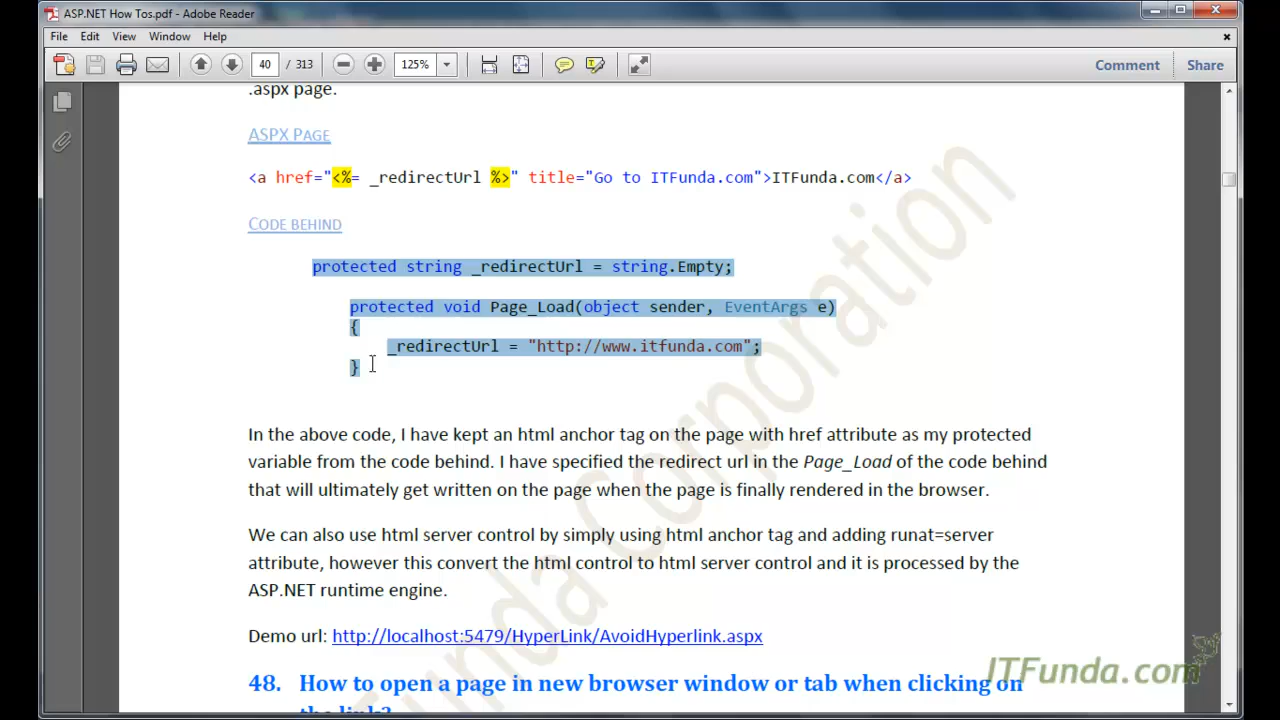 ASP.NET How Tos.pdf - Adobe Reader
File Edit View Window Help
40 / 313 125% Comment Share
.aspx page.
ASPX PAGE
<a href="<%= _redirectUrl %>" title="Go to ITFunda.com">ITFunda.com</a>
CODE BEHIND
protected string _redirectUrl = string.Empty;
protected void Page_Load(object sender, EventArgs e)
{
_redirectUrl = "http://www.itfunda.com";
}
In the above code, I have kept an html anchor tag on the page with href attribute as my protected
variable from the code behind. I have specified the redirect url in the Page_Load of the code behind
that will ultimately get written on the page when the page is finally rendered in the browser.
We can also use html server control by simply using html anchor tag and adding runat=server
attribute, however this convert the html control to html server control and it is processed by the
ASP.NET runtime engine.
Demo url: http://localhost:5479/HyperLink/AvoidHyperlink.aspx
48. How to open a page in new browser window or tab when clicking on
the link?
Funda Corporation
ITFunda.com